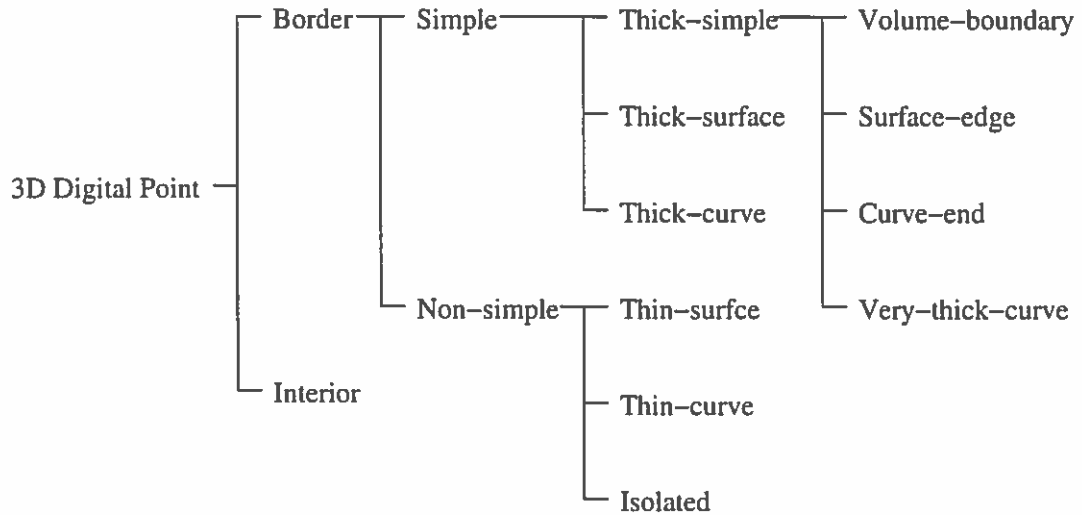 Border Simple Thick-simple Volume-boundary
Thick-surface Surface-edge
3D Digital Point
Thick-curve Curve-end
Non-simple Thin-surfce Very-thick-curve
Interior
Thin-curve
Isolated